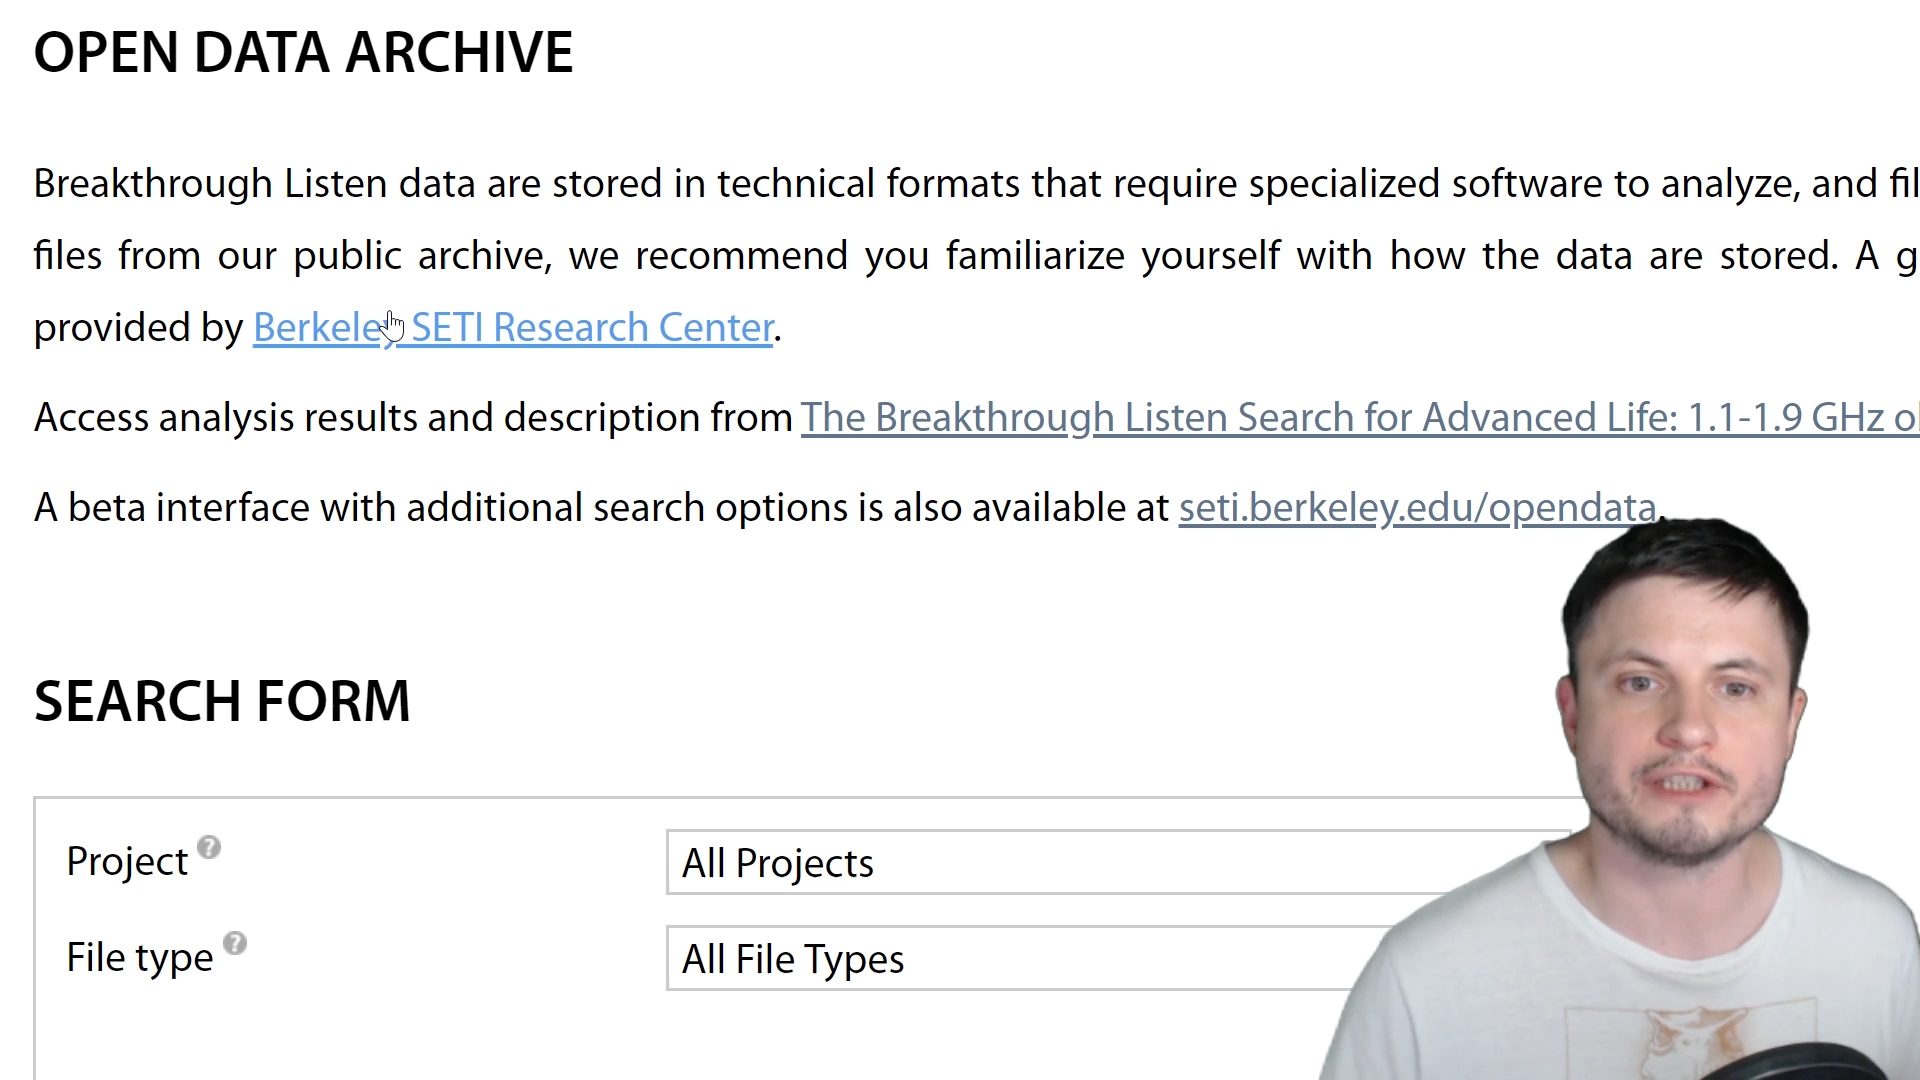 OPEN DATA ARCHIVE
Breakthrough Listen data are stored in technical formats that require specialized software to analyze, and
files from our public archive, we recommend you familiarize yourself with how the data are stored. A
provided by Berkeley SETI Research Center.
Access analysis results and description from The Breakthrough Listen Search for Advanced Life: 1.1-1.9 GHz
A beta interface with additional search options is also available at seti.berkeley.edu/opendata.
SEARCH FORM
Project ?
All Projects
File type ?
All File Types